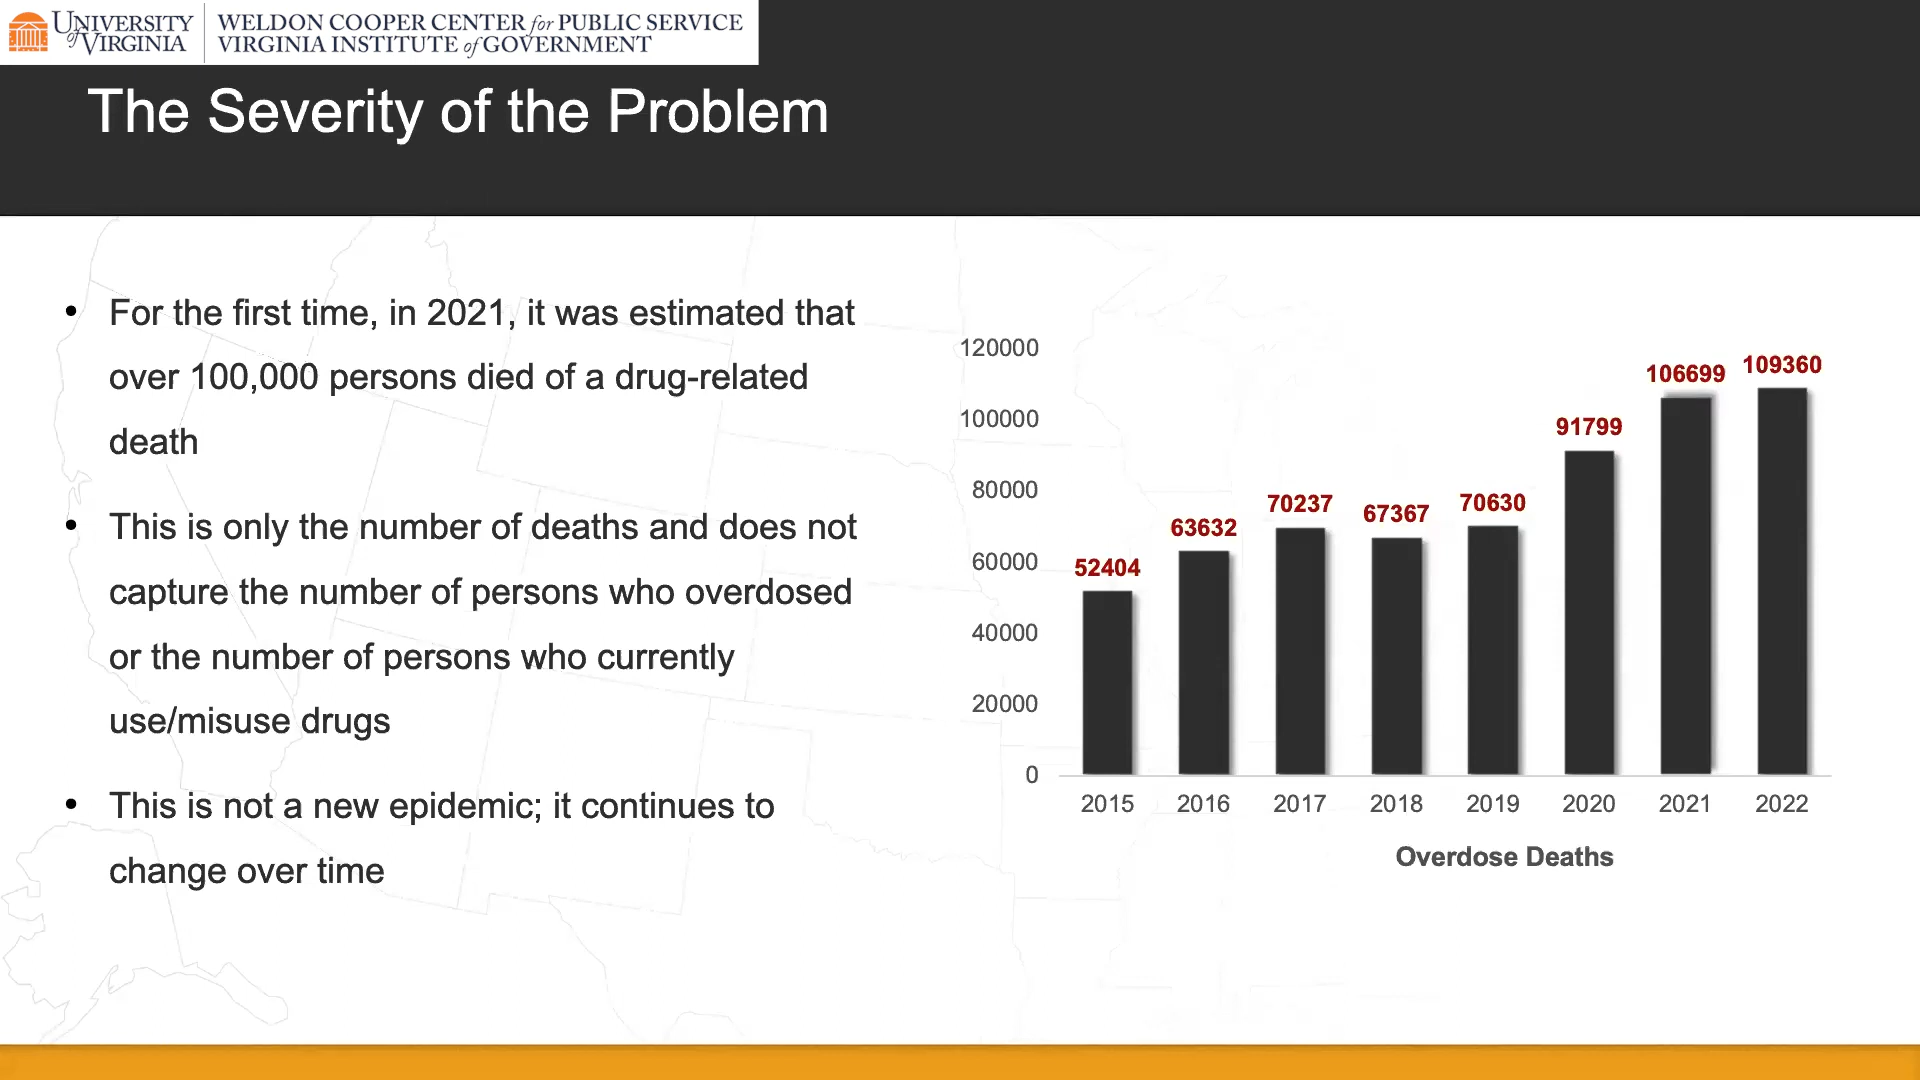 UNIVERSITY of VIRGINIA
WELDON COOPER CENTER for PUBLIC SERVICE
VIRGINIA INSTITUTE of GOVERNMENT
The Severity of the Problem
• For the first time, in 2021, it was estimated that
over 100,000 persons died of a drug-related
death
• This is only the number of deaths and does not
capture the number of persons who overdosed
or the number of persons who currently
use/misuse drugs
• This is not a new epidemic; it continues to
change over time
120000
100000
80000
60000
40000
20000
0
52404
63632
70237
67367
70630
91799
106699
109360
2015 2016 2017 2018 2019 2020 2021 2022
Overdose Deaths